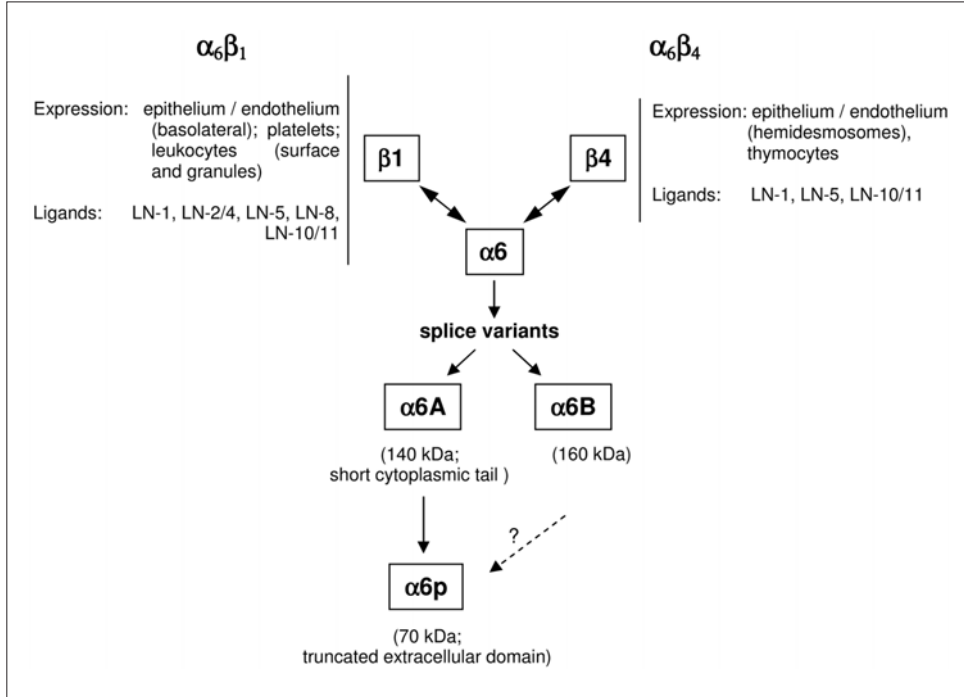 α₆β₁
Expression: epithelium / endothelium
(basolateral); platelets;
leukocytes (surface
and granules)
Ligands: LN-1, LN-2/4, LN-5, LN-8,
LN-10/11
α₆β₄
Expression: epithelium / endothelium
(hemidesmosomes),
thymocytes
Ligands: LN-1, LN-5, LN-10/11
β1
β4
α6
splice variants
α6A
α6B
(140 kDa;
short cytoplasmic tail )
(160 kDa)
?
α6p
(70 kDa;
truncated extracellular domain)